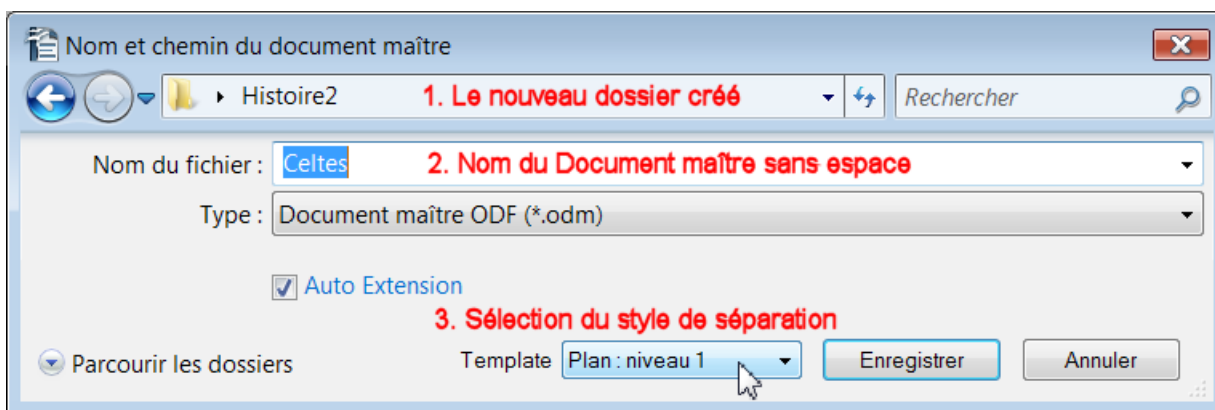 Nom et chemin du document maître
Histoire2 1. Le nouveau dossier créé Rechercher
Nom du fichier : Celtes 2. Nom du Document maître sans espace
Type : Document maître ODF (*.odm)
Auto Extension
3. Sélection du style de séparation
Parcourir les dossiers Template Plan : niveau 1 Enregistrer Annuler